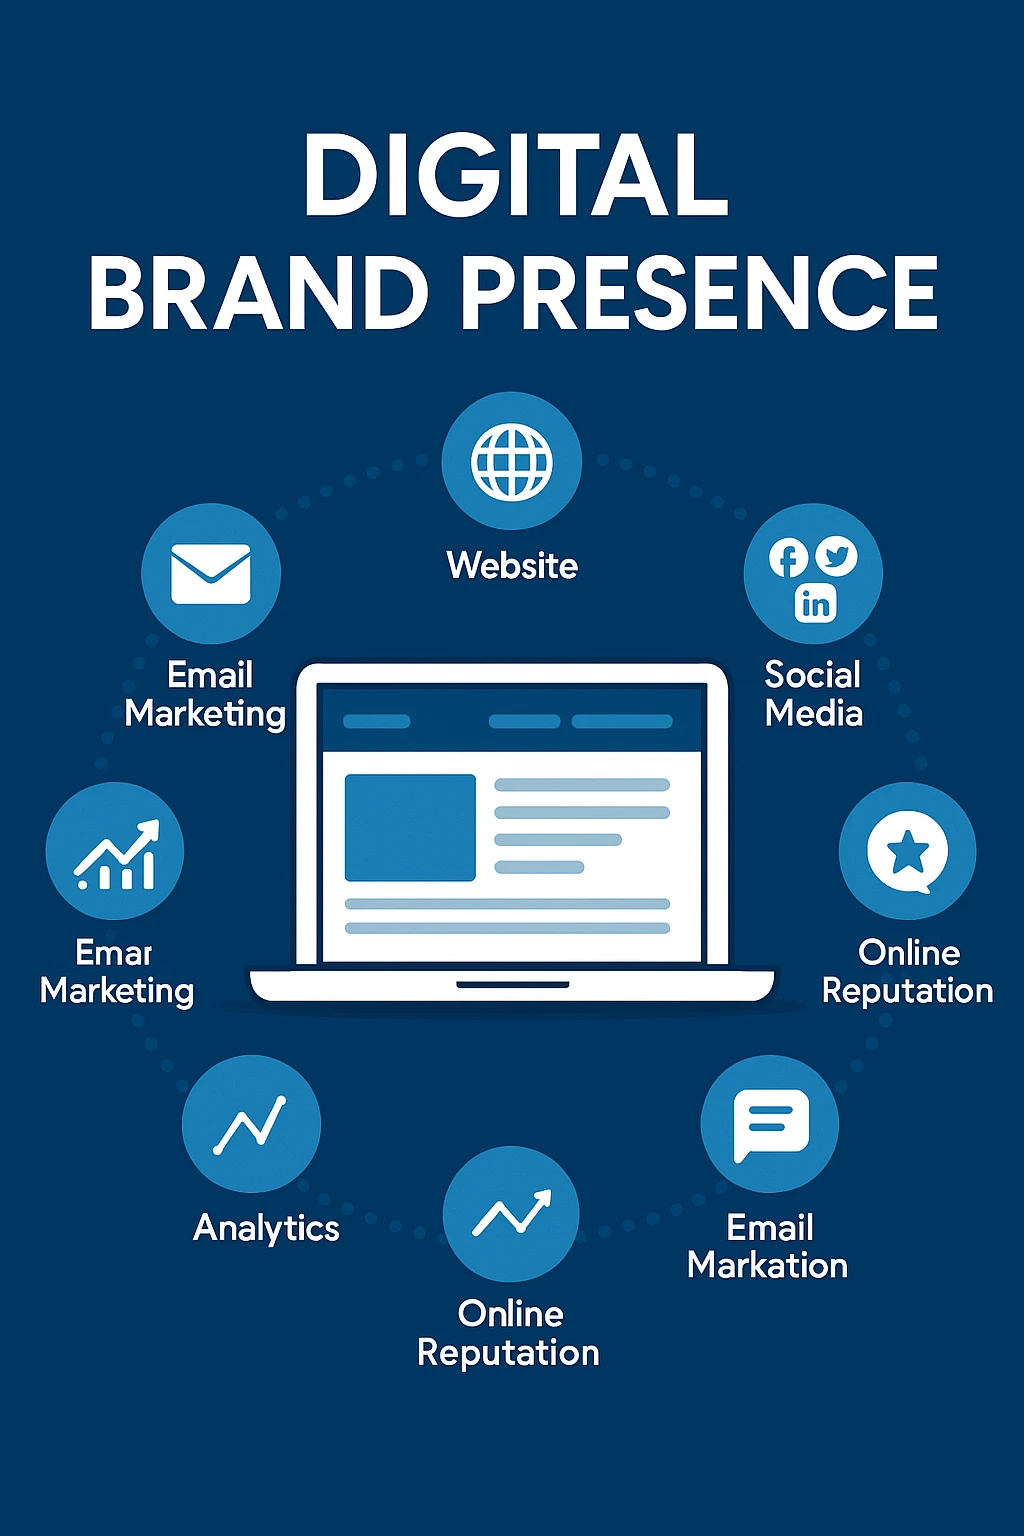 DIGITAL
BRAND PRESENCE
Website
Email
Marketing
Social
Media
Emar
Marketing
Online
Reputation
Analytics
Email
Markation
Online
Reputation